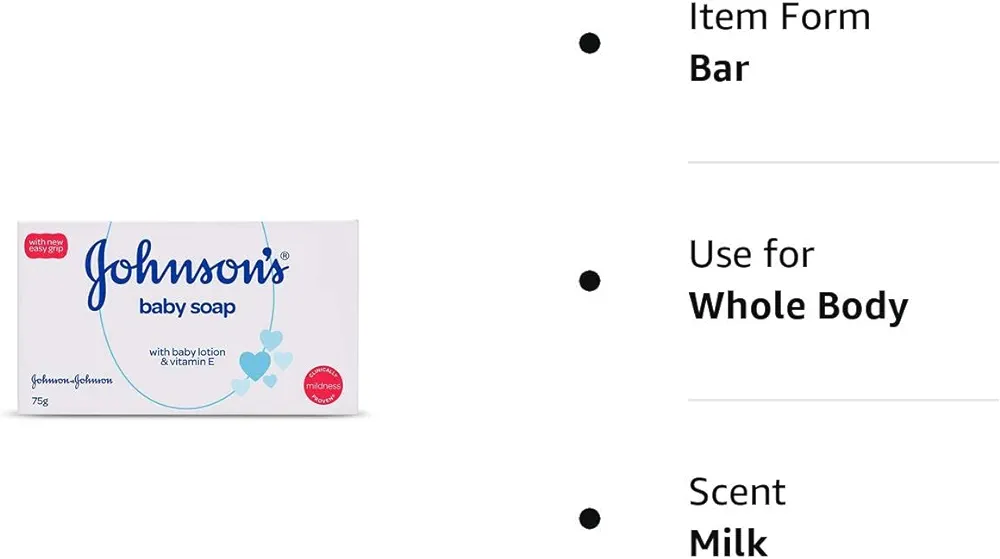 with new
easy grip
Johnson's®
baby soap
with baby lotion
& vitamin E
Johnson & Johnson
75g
CLINICALLY
mildness
PROVEN*
Item Form
Bar
Use for
Whole Body
Scent
Milk